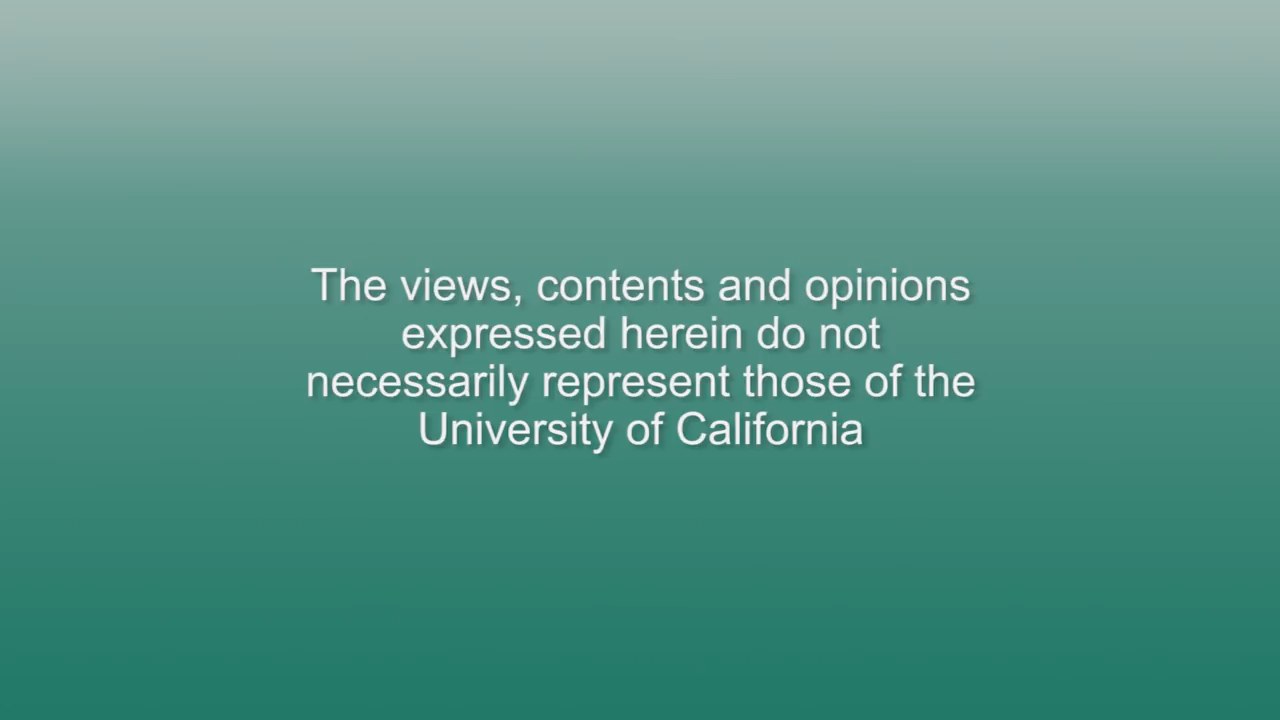 The views, contents and opinions
expressed herein do not
necessarily represent those of the
University of California